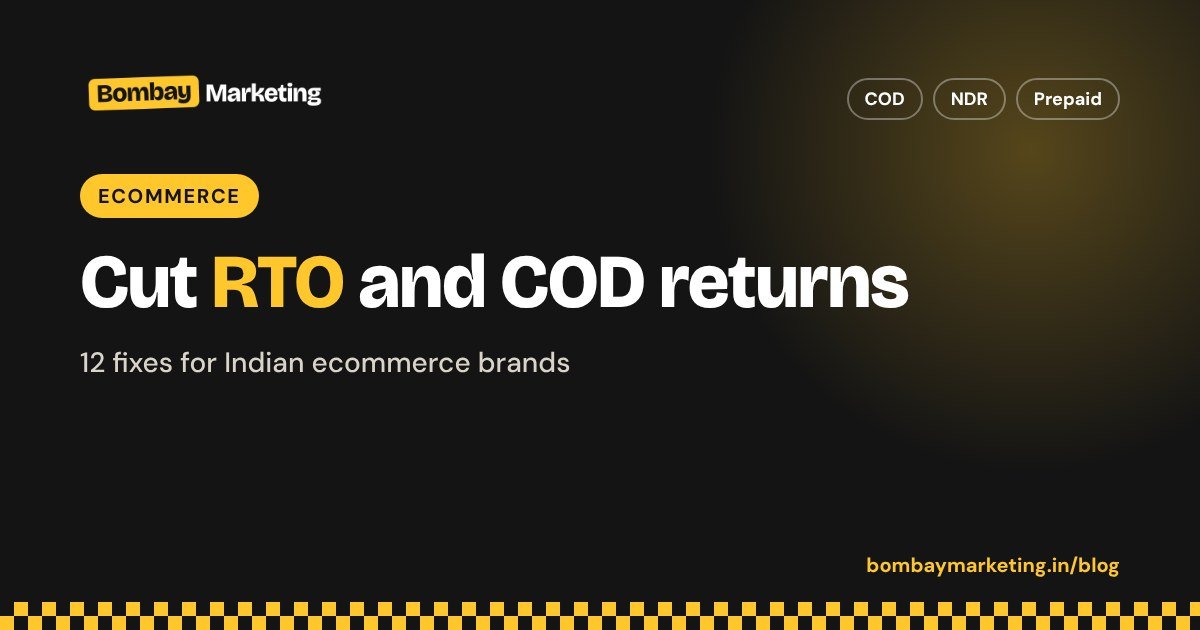 Bombay Marketing
COD NDR Prepaid
ECOMMERCE
Cut RTO and COD returns
12 fixes for Indian ecommerce brands
bombaymarketing.in/blog